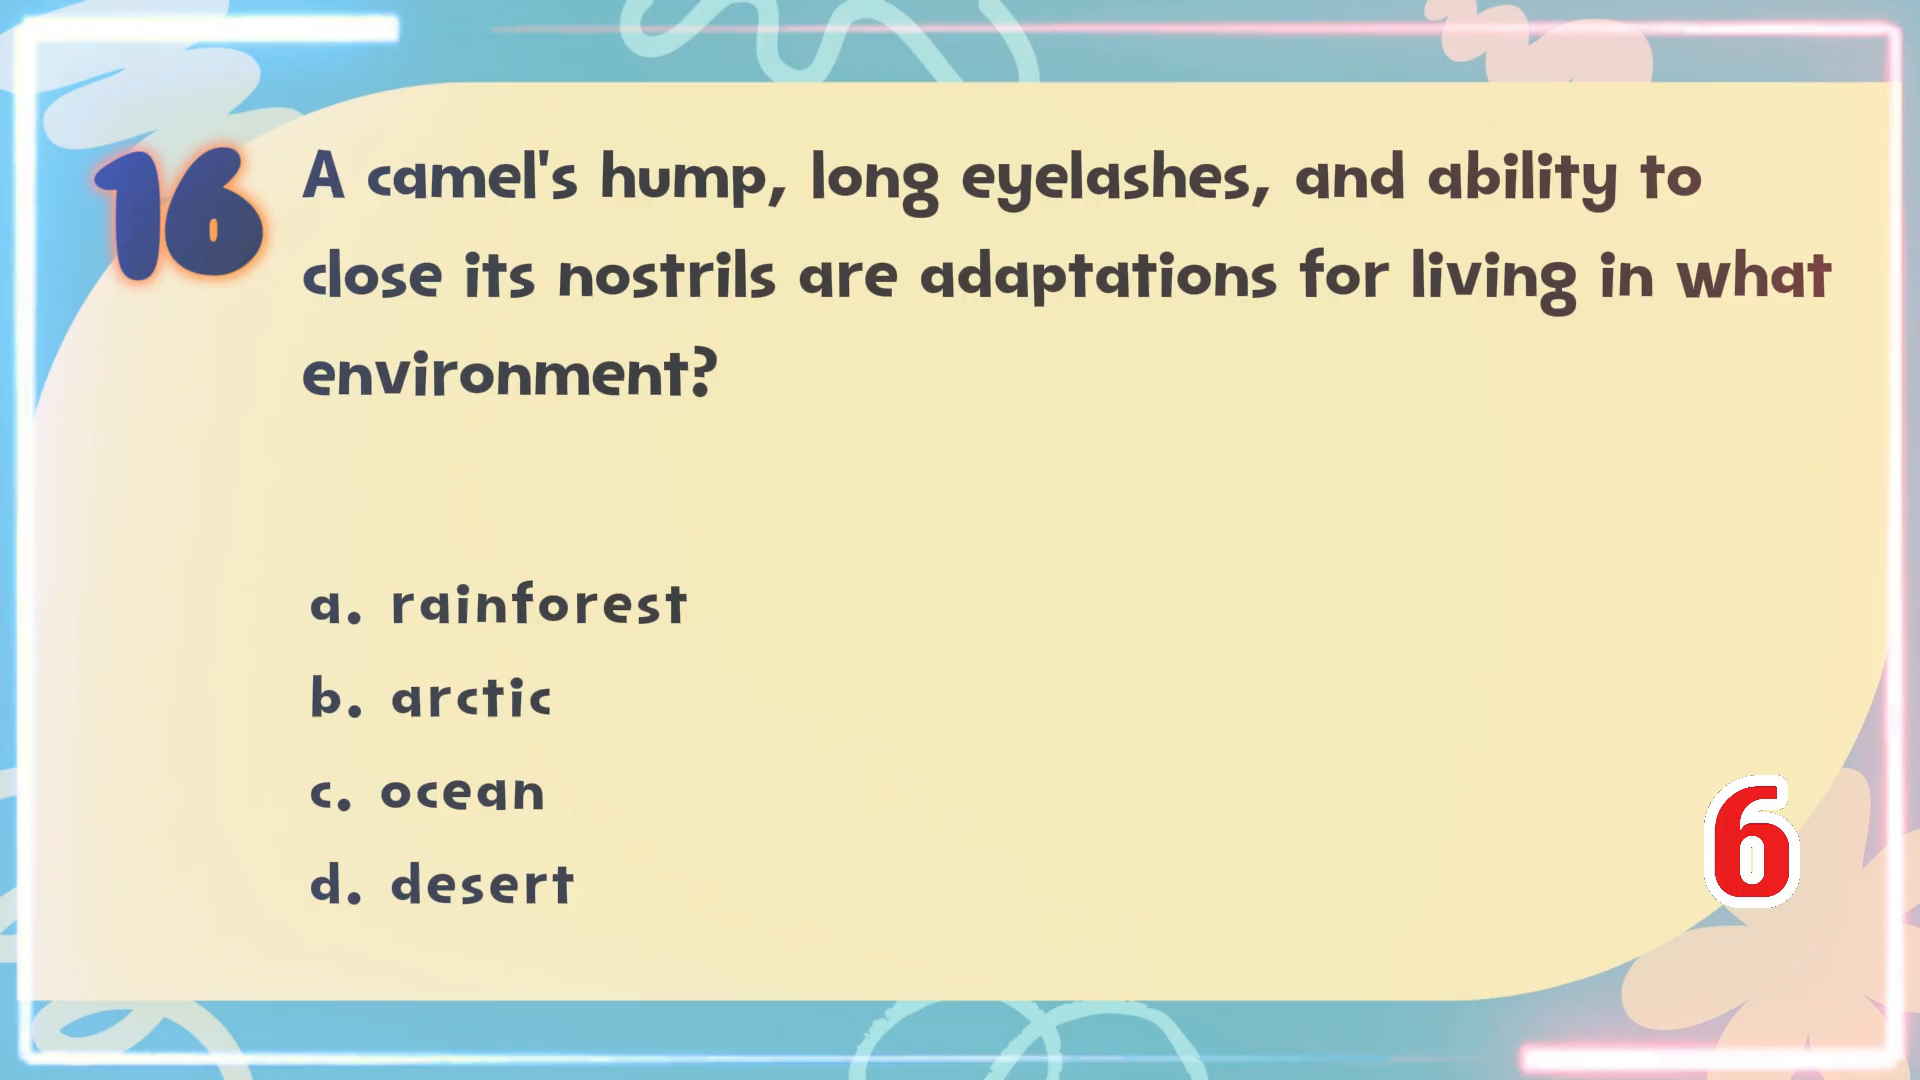 16
A camel's hump, long eyelashes, and ability to
close its nostrils are adaptations for living in what
environment?
a. rainforest
b. arctic
c. ocean
d. desert
6